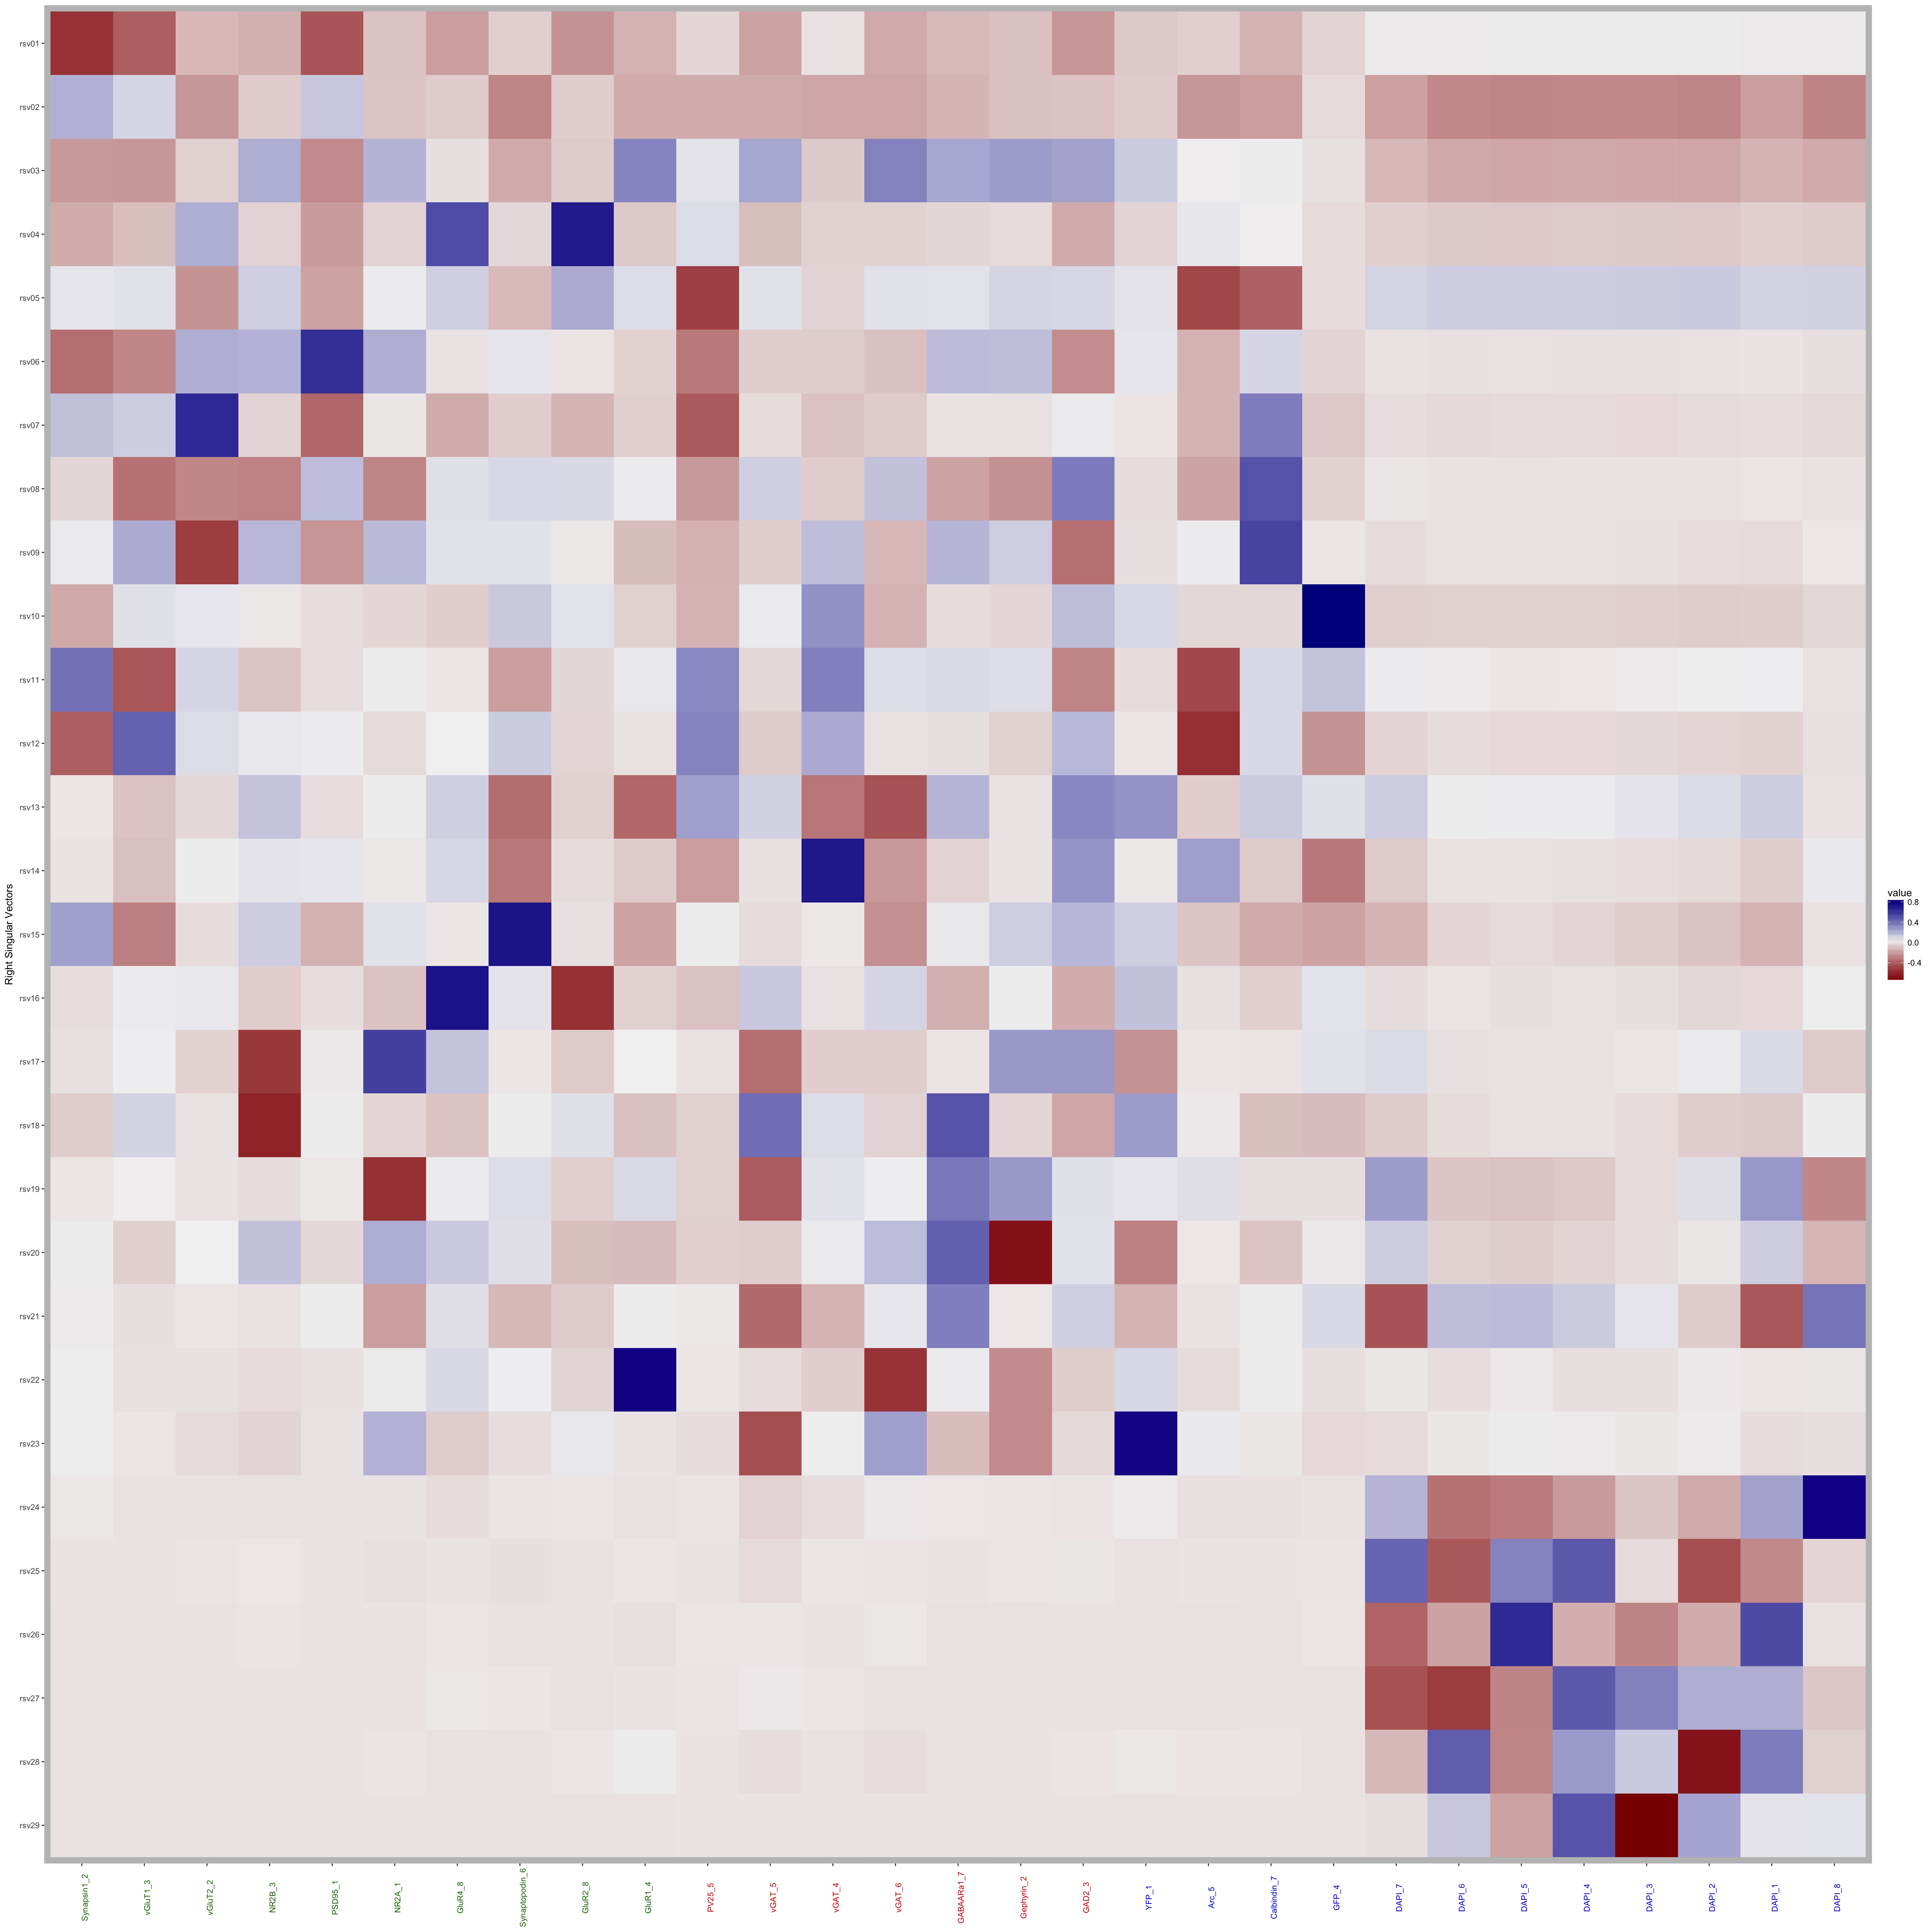 rsv01
rsv02
rsv03
rsv04
rsv05
rsv06
rsv07
rsv08
rsv09
rsv10
rsv11
rsv12
rsv13
rsv14
rsv15
rsv16
rsv17
rsv18
rsv19
rsv20
rsv21
rsv22
rsv23
rsv24
rsv25
rsv26
rsv27
rsv28
rsv29
Right Singular Vectors
Synapsin1_2
vGluT1_3
vGluT2_2
NR2B_3
PSD95_1
NR2A_1
GluR4_8
Synaptopodin_6
GluR2_8
GluR1_4
PV25_5
vGAT_5
vGAT_4
vGAT_6
GABAARa1_7
Gephyrin_2
GAD2_3
YFP_1
Arc_5
Calbindin_7
GFP_4
DAPI_7
DAPI_6
DAPI_5
DAPI_4
DAPI_3
DAPI_2
DAPI_1
DAPI_8
value
0.8
0.4
0.0
-0.4